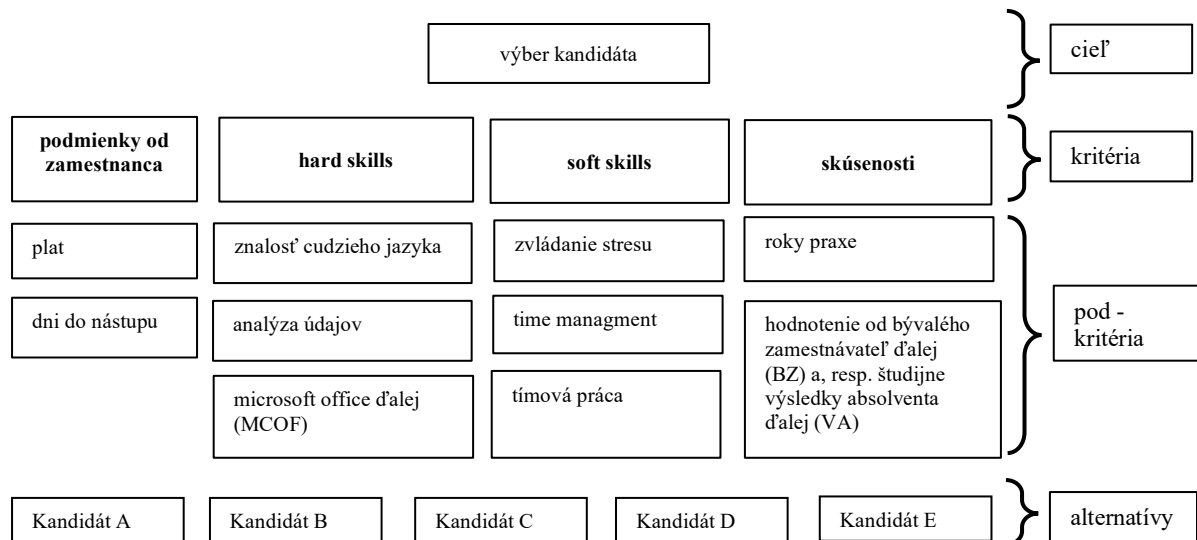 výber kandidáta
cieľ
podmienky od
zamestnanca
hard skills
soft skills
skúsenosti
kritéria
plat
znalosť cudzieho jazyka
zvládanie stresu
roky praxe
dni do nástupu
analýza údajov
time managment
hodnotenie od bývalého
zamestnávateľ ďalej
(BZ) a, resp. študijne
výsledky absolventa
ďalej (VA)
pod -
kritéria
microsoft office ďalej
(MCOF)
tímová práca
Kandidát A
Kandidát B
Kandidát C
Kandidát D
Kandidát E
alternatívy